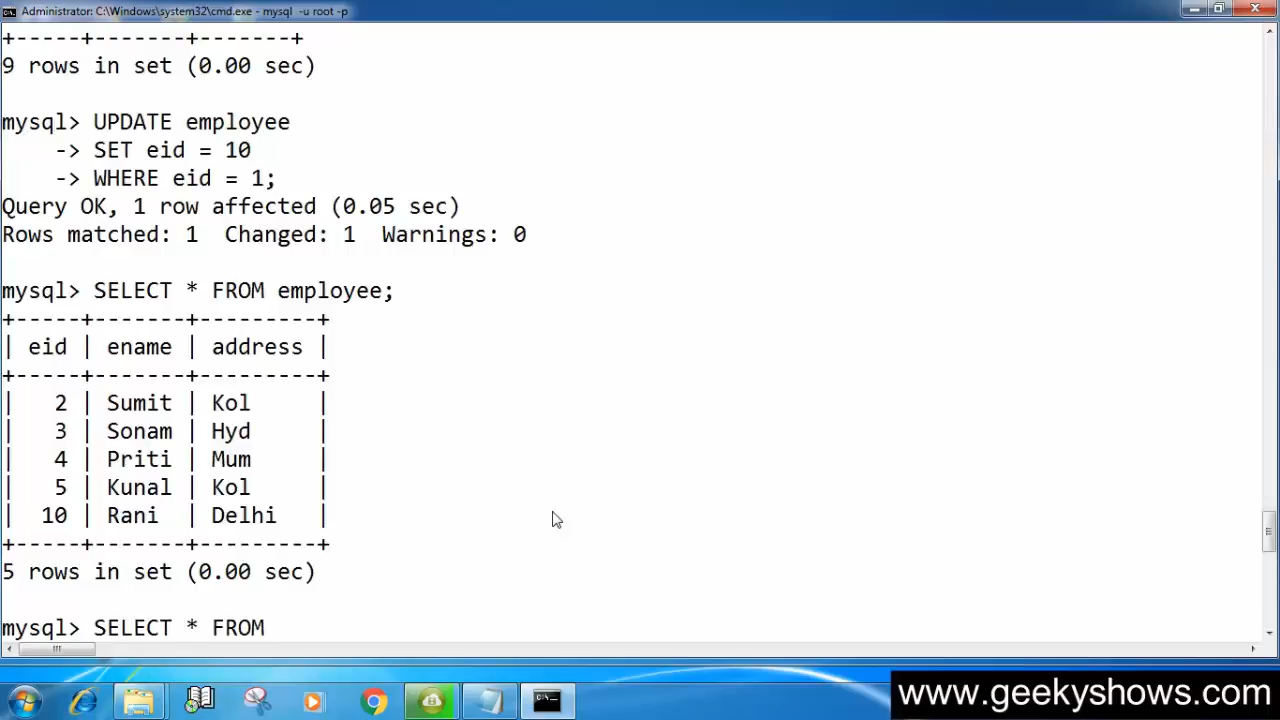 Administrator: C:\Windows\system32\cmd.exe - mysql -u root -p
+-----+-------+-------+
9 rows in set (0.00 sec)
mysql> UPDATE employee
    -> SET eid = 10
    -> WHERE eid = 1;
Query OK, 1 row affected (0.05 sec)
Rows matched: 1  Changed: 1  Warnings: 0
mysql> SELECT * FROM employee;
+-----+-------+---------+
| eid | ename | address |
+-----+-------+---------+
|   2 | Sumit | Kol     |
|   3 | Sonam | Hyd     |
|   4 | Priti | Mum     |
|   5 | Kunal | Kol     |
|  10 | Rani  | Delhi   |
+-----+-------+---------+
5 rows in set (0.00 sec)
mysql> SELECT * FROM
www.geekyshows.com